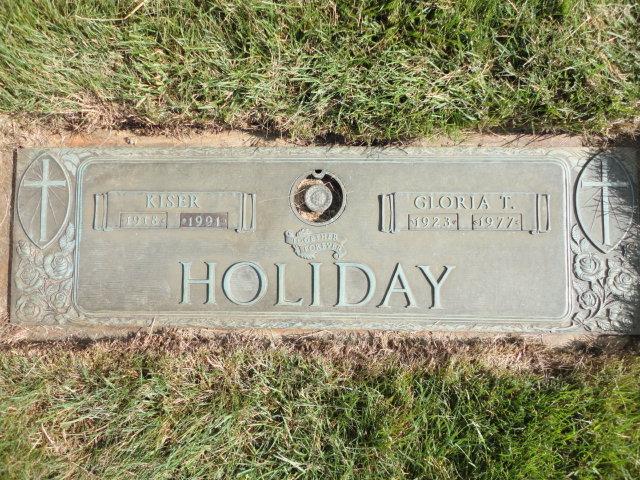 KISER
1918 1991
GLORIA T.
1923 1977
TOGETHER
FOREVER
HOLIDAY